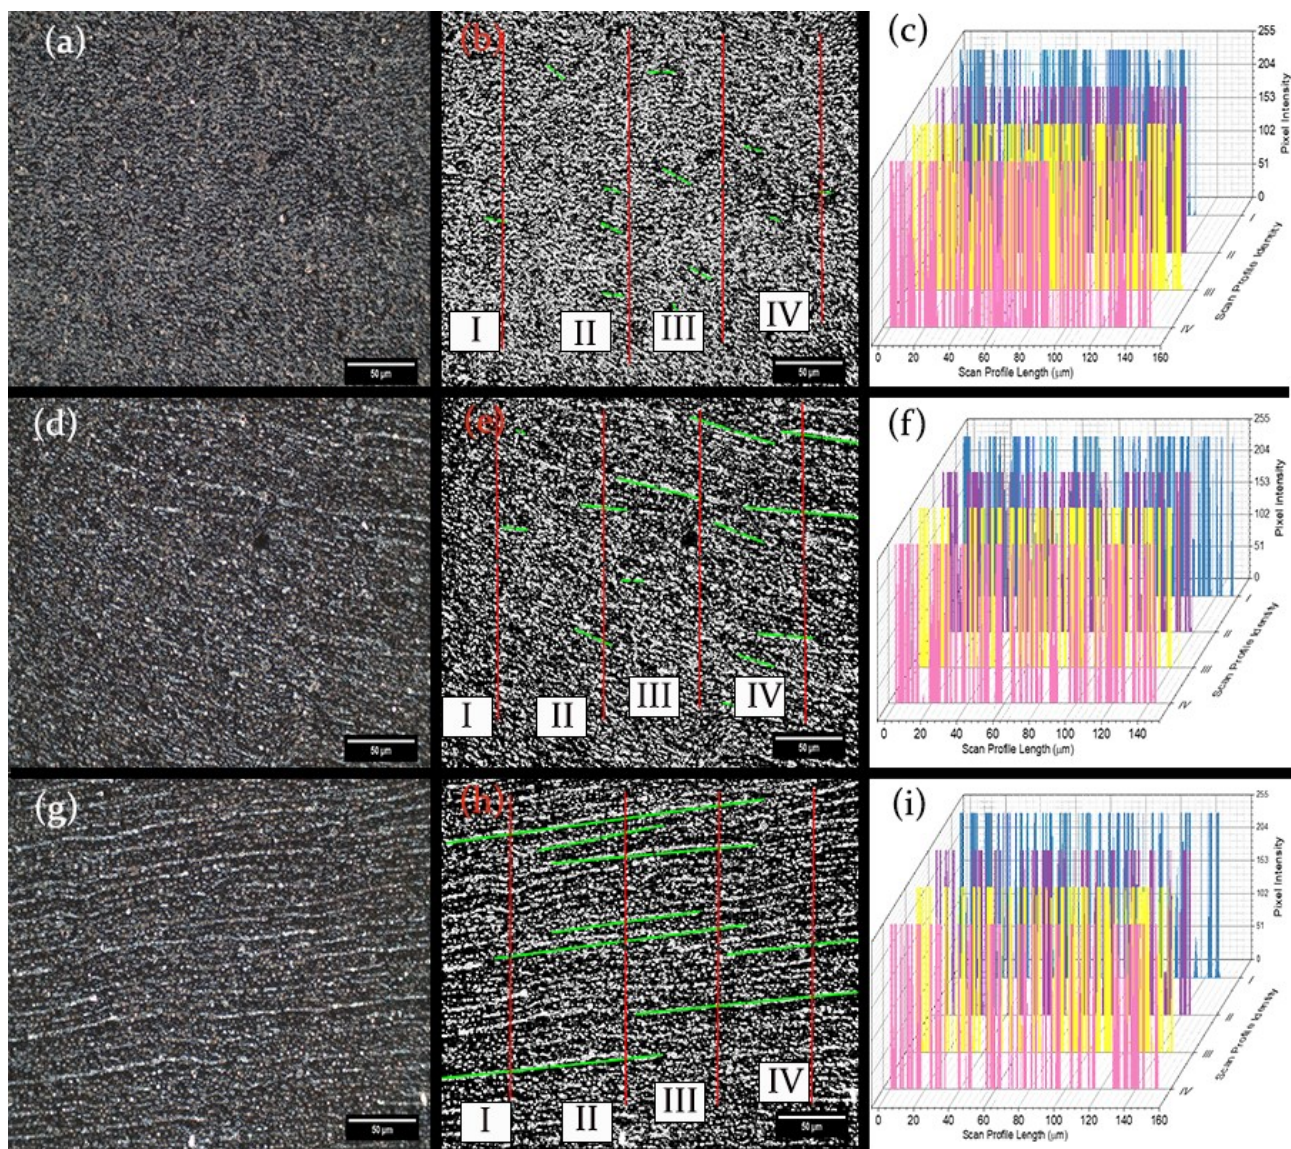 (a)
50 μm
(b)
I
II
III
IV
50 μm
(c)
255
204
153
102
51
0
Pixel Intensity
I
II
III
IV
Scan Profile Identity
0 20 40 60 80 100 120 140 160
Scan Profile Length (μm)
(d)
50 μm
(e)
I
II
III
IV
50 μm
(f)
255
204
153
102
51
0
Pixel Intensity
I
II
III
IV
Scan Profile Identity
0 20 40 60 80 100 120 140
Scan Profile Length (μm)
(g)
50 μm
(h)
I
II
III
IV
50 μm
(i)
255
204
153
102
51
0
Pixel Intensity
I
II
III
IV
Scan Profile Identity
0 20 40 60 80 100 120 140 160
Scan Profile Length (μm)